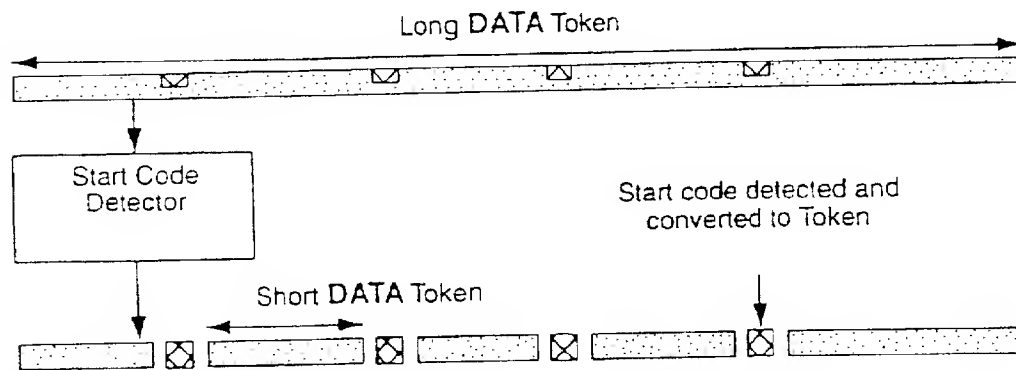 Long DATA Token
Start Code
Detector
Start code detected and
converted to Token
Short DATA Token